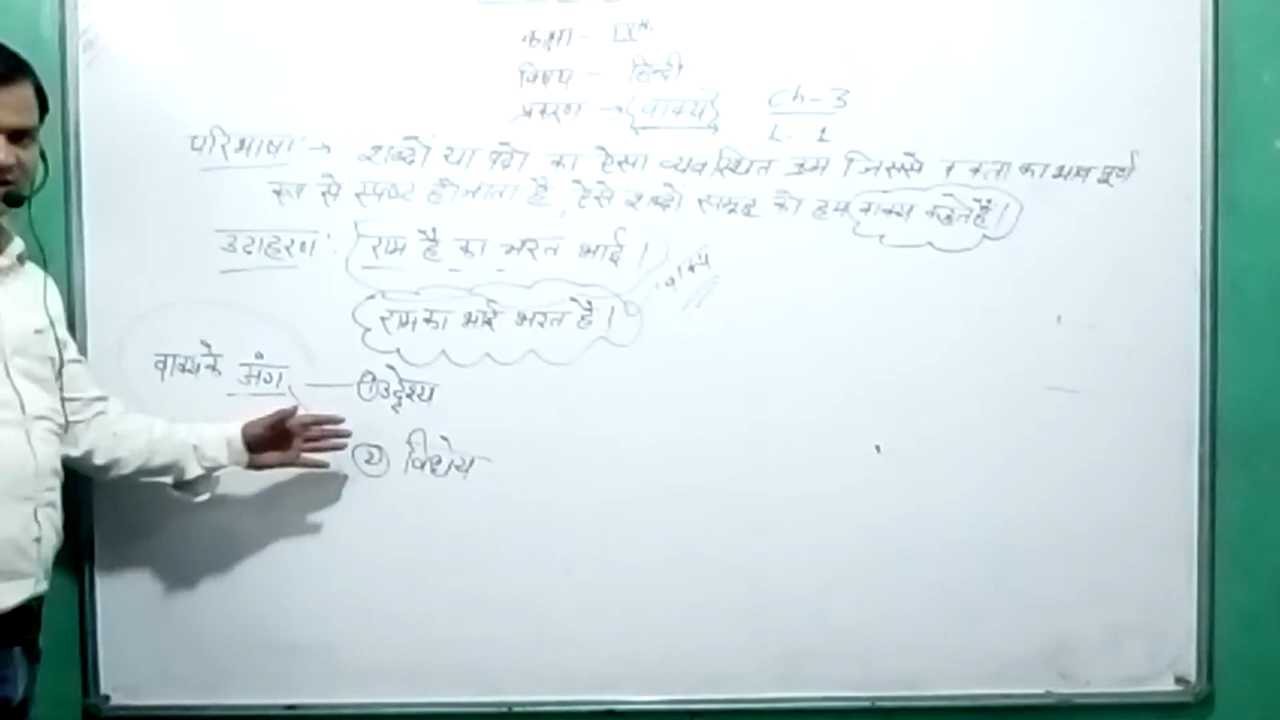 कक्षा - IXth
विषय - हिन्दी
प्रकरण → {वाक्य} Ch-3
L-1
परिभाषा:→ शब्दों या पदों का ऐसा व्यवस्थित क्रम जिससे वक्ता का भाव पूर्ण
रूप से स्पष्ट हो जाता है, ऐसे शब्दों समूह को हम वाक्य कहते हैं।
उदाहरण: राम है का भरत भाई।
वाक्य
राम का भाई भरत है।
वाक्य के अंग — ① उद्देश्य
② विधेय